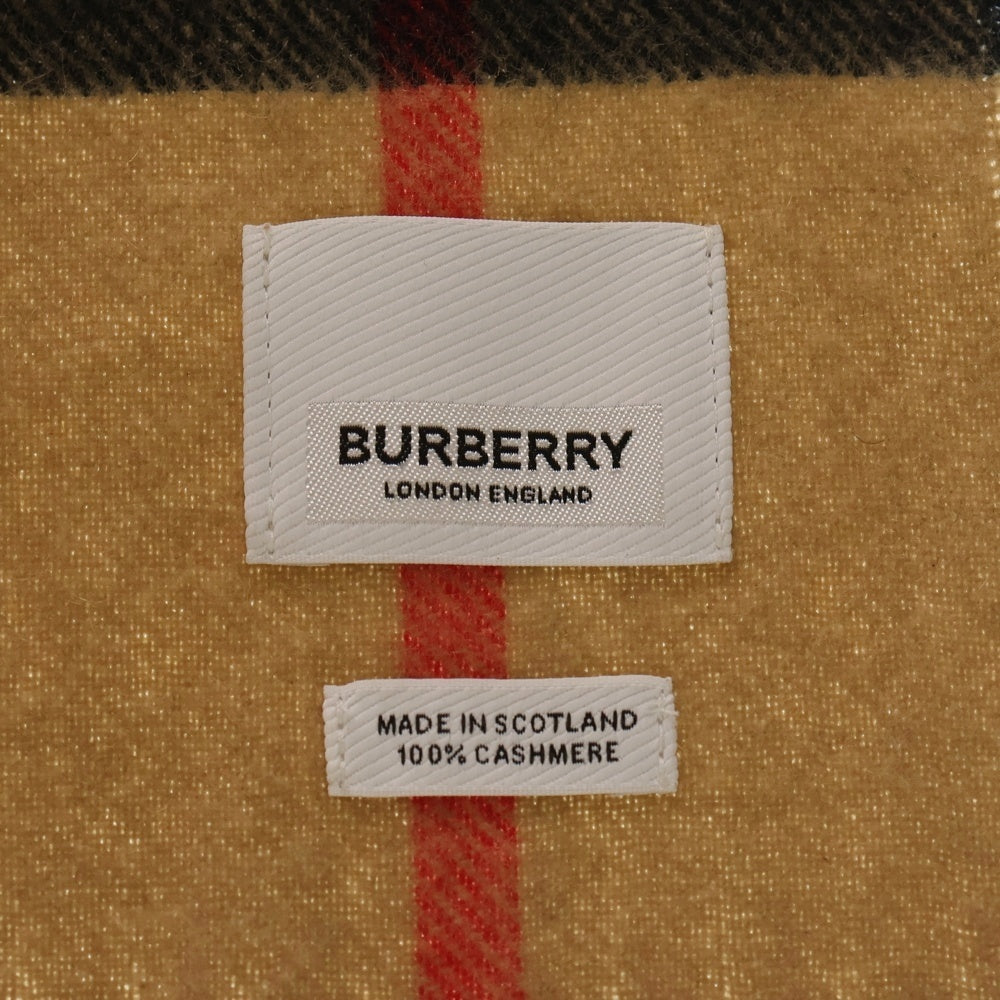 BURBERRY
LONDON ENGLAND
MADE IN SCOTLAND
100% CASHMERE